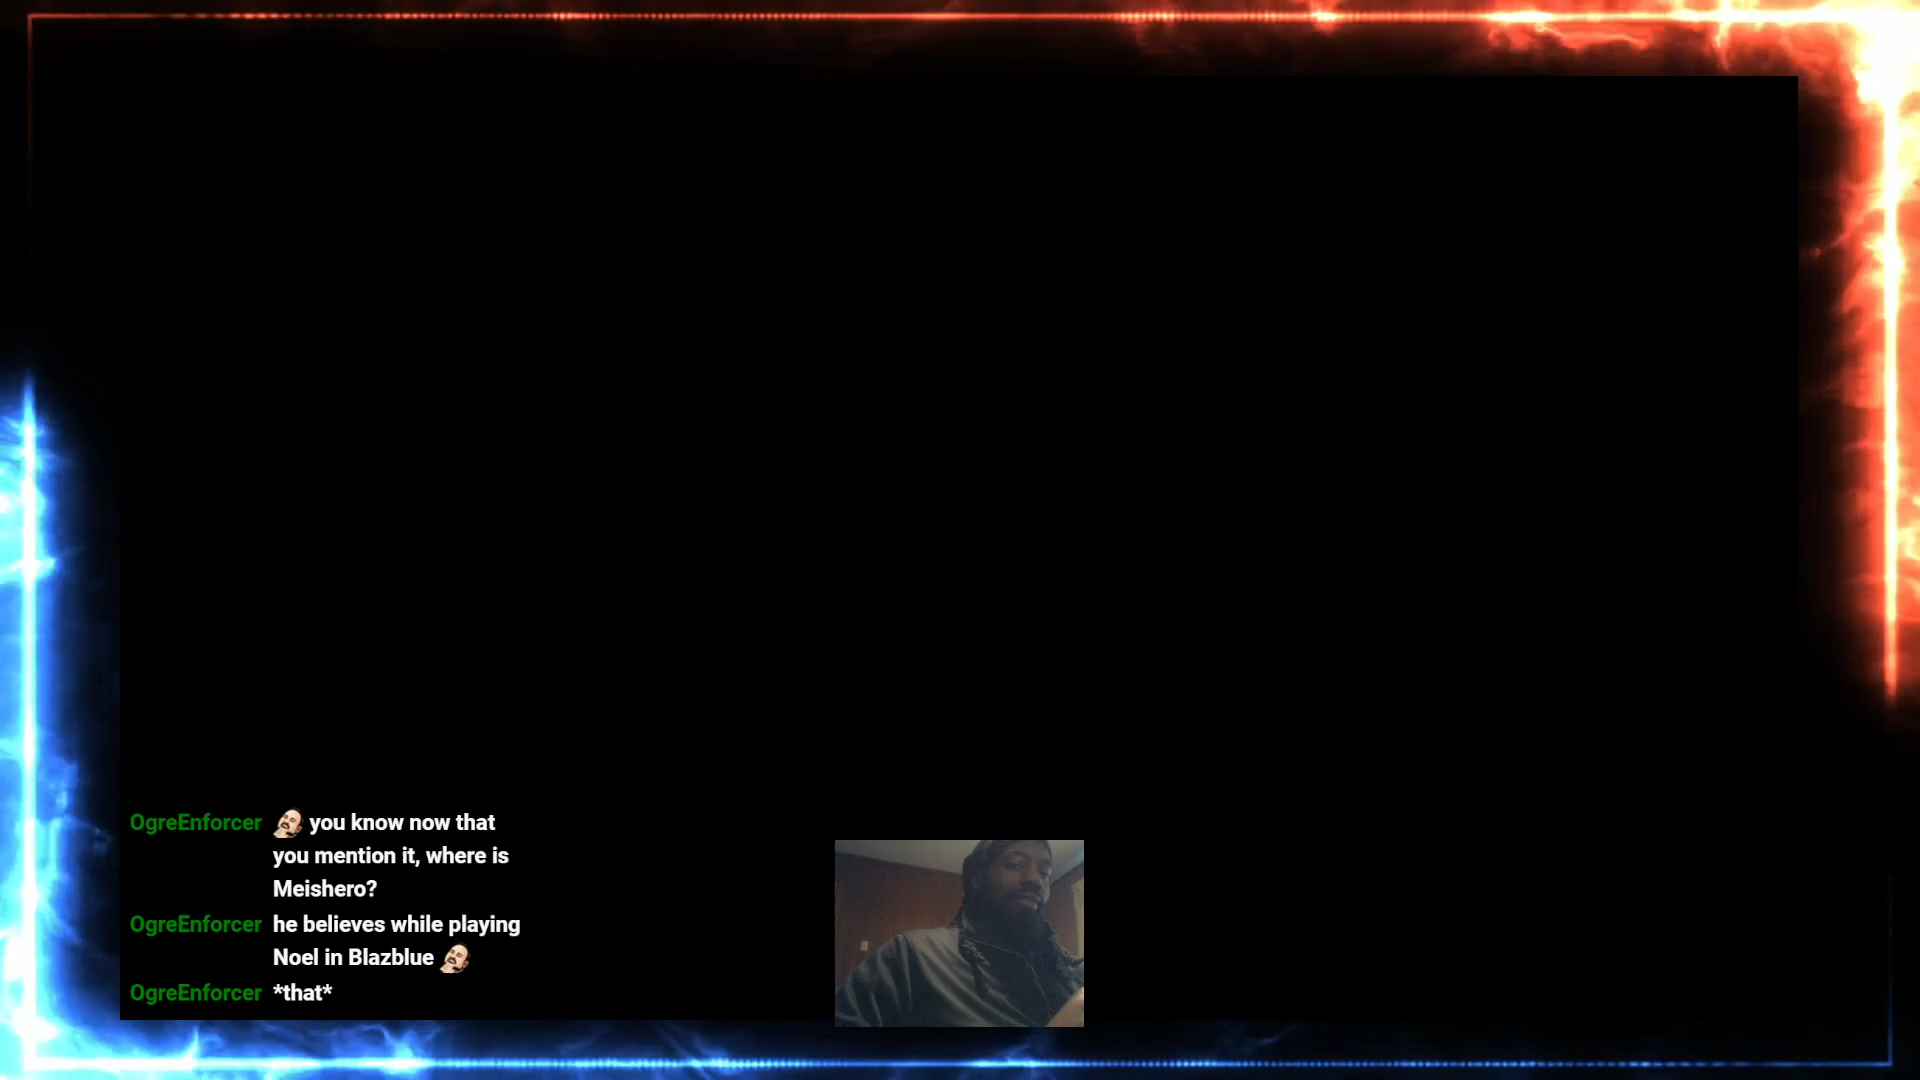 OgreEnforcer you know now that
you mention it, where is
Meishero?
OgreEnforcer he believes while playing
Noel in Blazblue
OgreEnforcer *that*